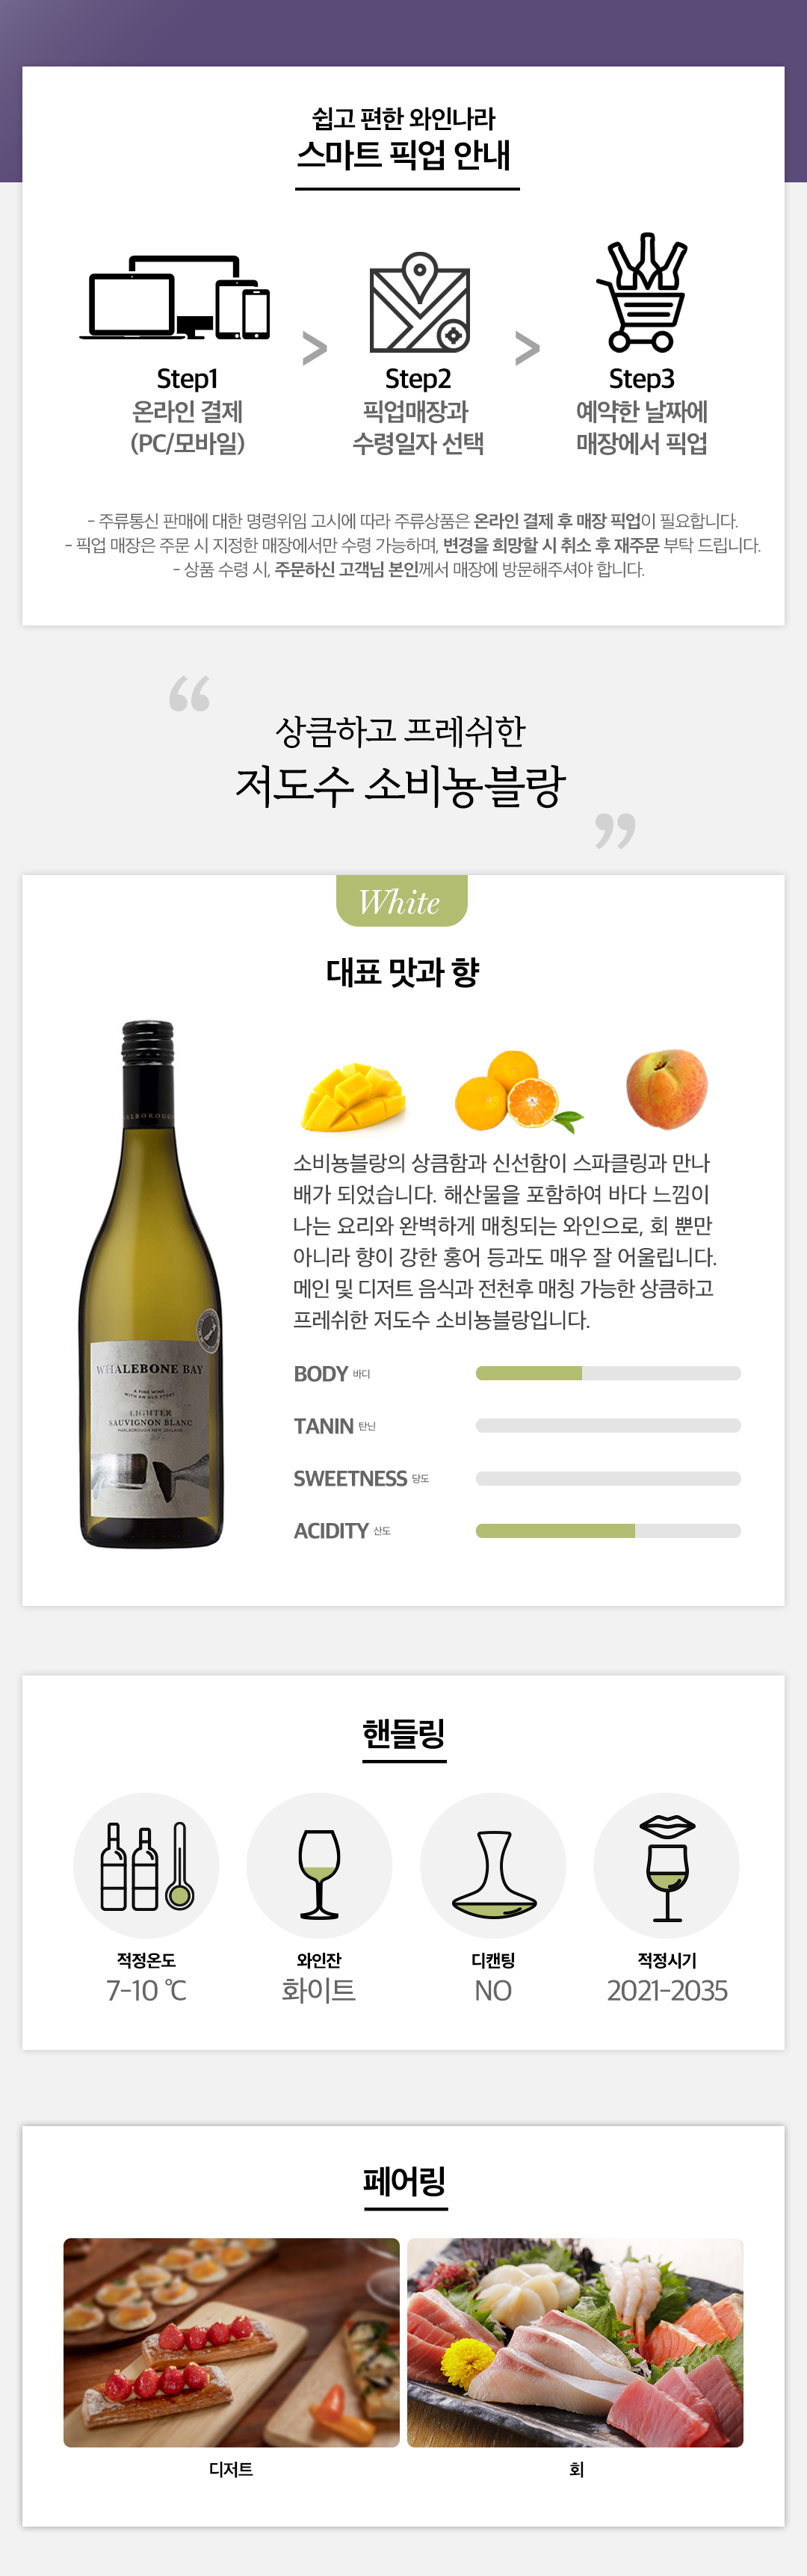 쉽고 편한 와인나라
스마트 픽업 안내
>
>
Step1
Step2
Step3
온라인 결제
(PC/모바일)
픽업매장과
수령일자 선택
예약한 날짜에
매장에서 픽업
- 주류통신 판매에 대한 명령위임 고시에 따라 주류상품은 온라인 결제 후 매장 픽업이 필요합니다.
- 픽업 매장은 주문 시 지정한 매장에서만 수령 가능하며, 변경을 희망할 시 취소 후 재주문 부탁 드립니다.
- 상품 수령 시, 주문하신 고객님 본인께서 매장에 방문해주셔야 합니다.
“
상큼하고 프레쉬한
저도수 소비뇽블랑
”
White
대표 맛과 향
소비뇽블랑의 상큼함과 신선함이 스파클링과 만나
배가 되었습니다. 해산물을 포함하여 바다 느낌이
나는 요리와 완벽하게 매칭되는 와인으로, 회 뿐만
아니라 향이 강한 홍어 등과도 매우 잘 어울립니다.
메인 및 디저트 음식과 전천후 매칭 가능한 상큼하고
프레쉬한 저도수 소비뇽블랑입니다.
WHALEBONE BAY
A FINE WINE
WITH AN OLD STORY
LIGHTER
SAUVIGNON BLANC
MARLBOROUGH NEW ZEALAND
BODY 바디
TANIN 탄닌
SWEETNESS 당도
ACIDITY 산도
핸들링
적정온도
7-10 ℃
와인잔
화이트
디캔팅
NO
적정시기
2021-2035
페어링
디저트
회